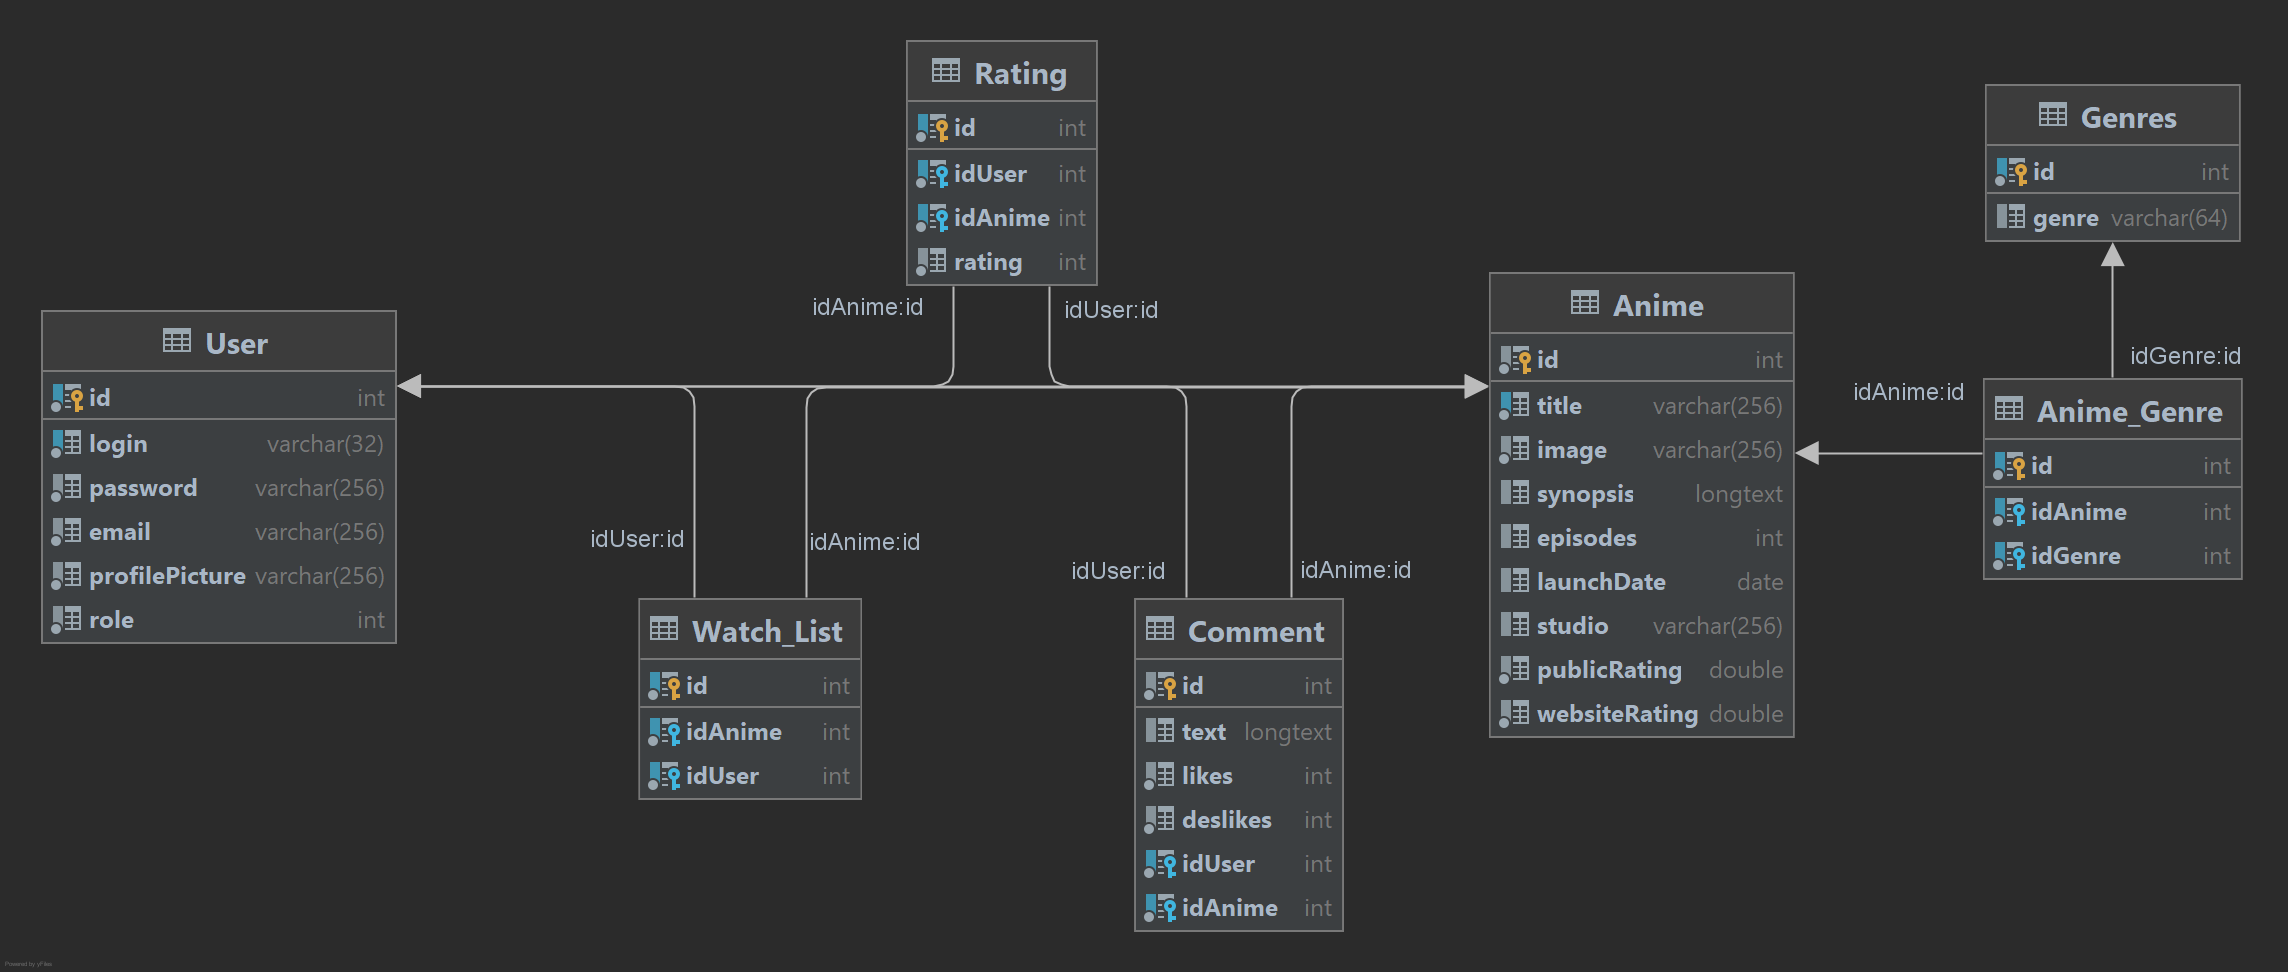 Rating
id int
idUser int
idAnime int
rating int
idAnime:id
idUser:id
User
id int
login varchar(32)
password varchar(256)
email varchar(256)
profilePicture varchar(256)
role int
idUser:id
idAnime:id
Watch_List
id int
idAnime int
idUser int
idUser:id
idAnime:id
Comment
id int
text longtext
likes int
deslikes int
idUser int
idAnime int
Anime
id int
title varchar(256)
image varchar(256)
synopsis longtext
episodes int
launchDate date
studio varchar(256)
publicRating double
websiteRating double
Genres
id int
genre varchar(64)
idGenre:id
idAnime:id
Anime_Genre
id int
idAnime int
idGenre int
Powered by yFiles